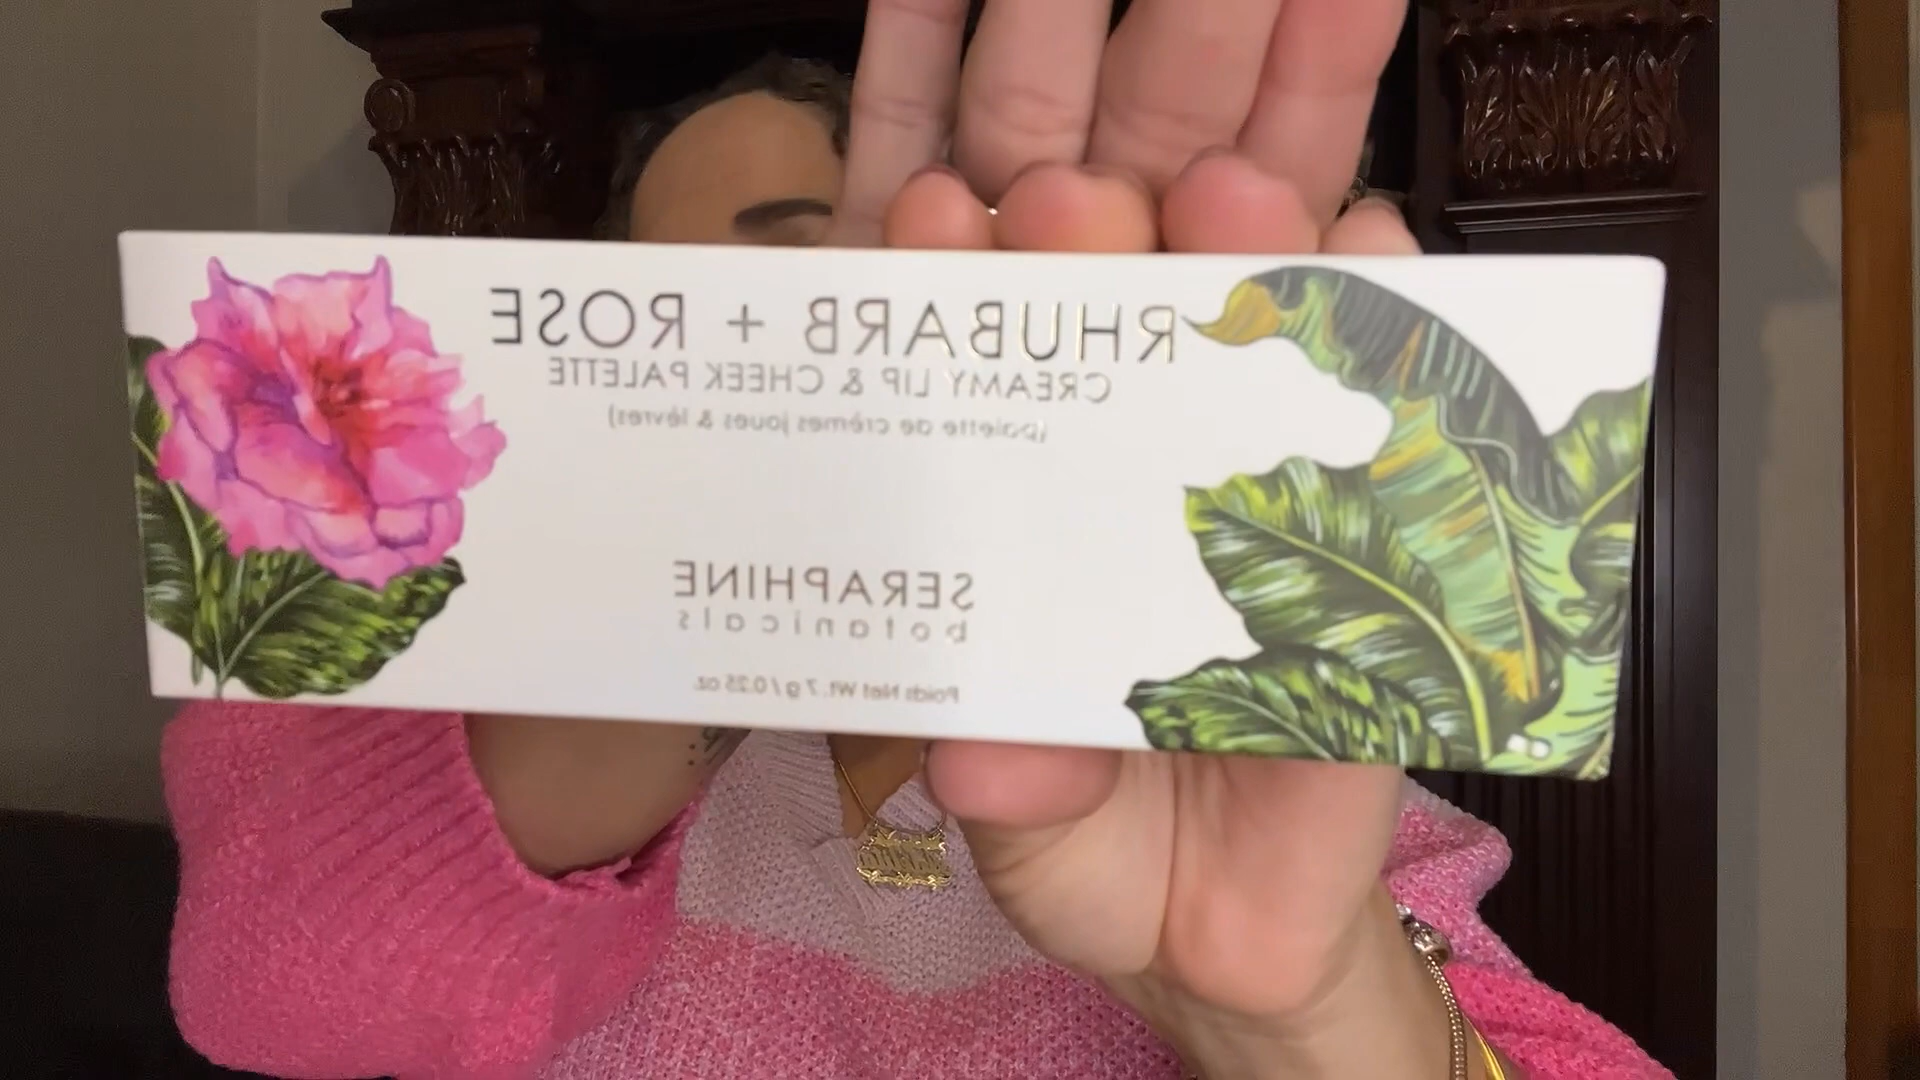 RHUBARB + ROSE
CREAMY LIP & CHEEK PALETTE
(palette de crèmes joues & lèvres)
SERAPHINE
botanicals
Poids Net Wt. 7 g / 0.25 oz.